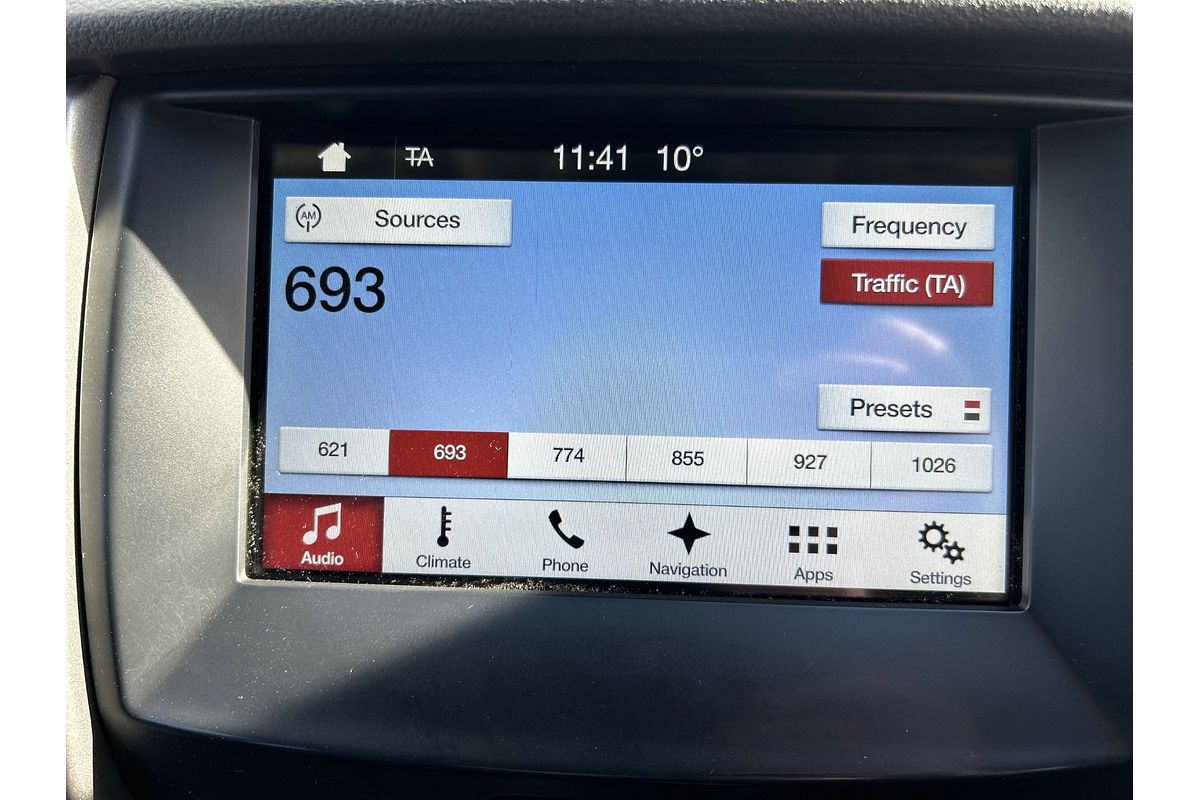 TA 11:41 10°
AM Sources
Frequency
693
Traffic (TA)
Presets
621 693 774 855 927 1026
Audio Climate Phone Navigation Apps Settings